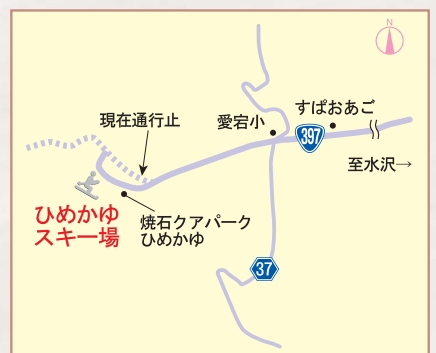 N
現在通行止
愛宕小
すぱおあご
397
至水沢→
ひめかゆ
スキー場
焼石クアパーク
ひめかゆ
37